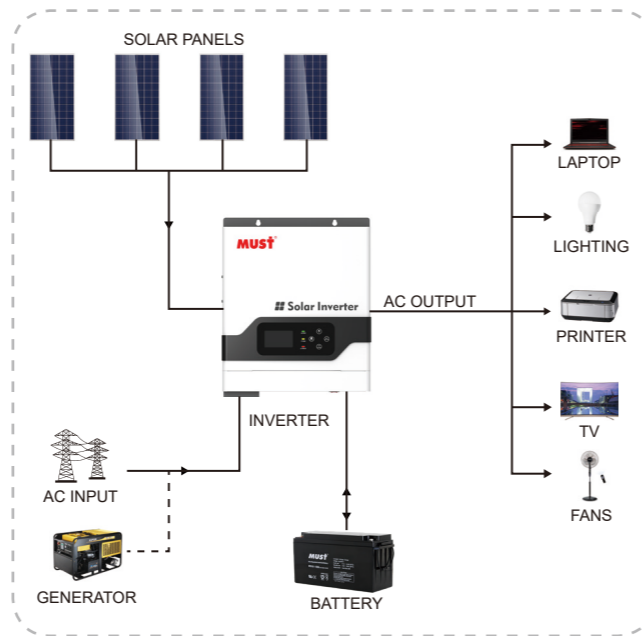 SOLAR PANELS
LAPTOP
LIGHTING
MUST
Solar Inverter
AC OUTPUT
PRINTER
INVERTER
TV
AC INPUT
FANS
MUST
GENERATOR
BATTERY